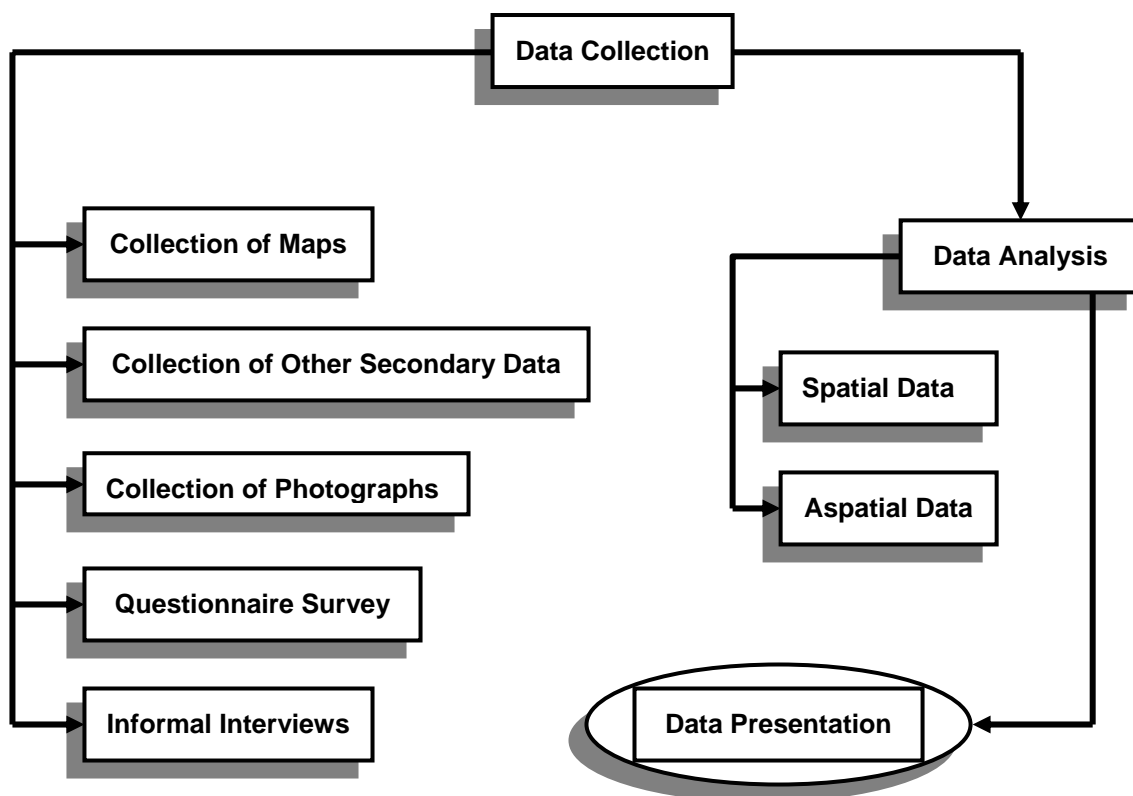 Data Collection
Collection of Maps
Data Analysis
Collection of Other Secondary Data
Spatial Data
Collection of Photographs
Aspatial Data
Questionnaire Survey
Informal Interviews
Data Presentation